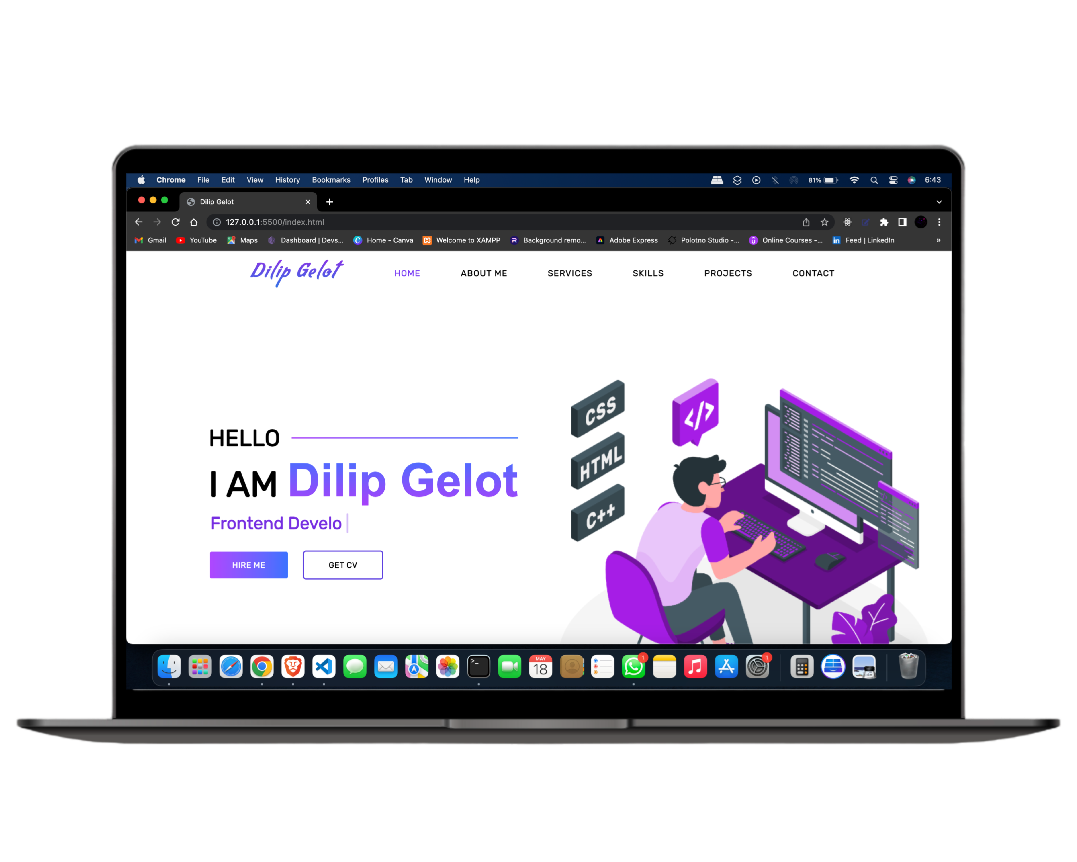 Chrome File Edit View History Bookmarks Profiles Tab Window Help 81% 6:43
Dilip Gelot
127.0.0.1:5500/index.html
Gmail YouTube Maps Dashboard | Devs... Home - Canva Welcome to XAMPP Background remo... Adobe Express Polotno Studio -... Online Courses -... Feed | LinkedIn »
Dilip Gelot HOME ABOUT ME SERVICES SKILLS PROJECTS CONTACT
HELLO
I AM Dilip Gelot
Frontend Develo
HIRE ME GET CV
CSS
HTML
C++
</>
MAY
18